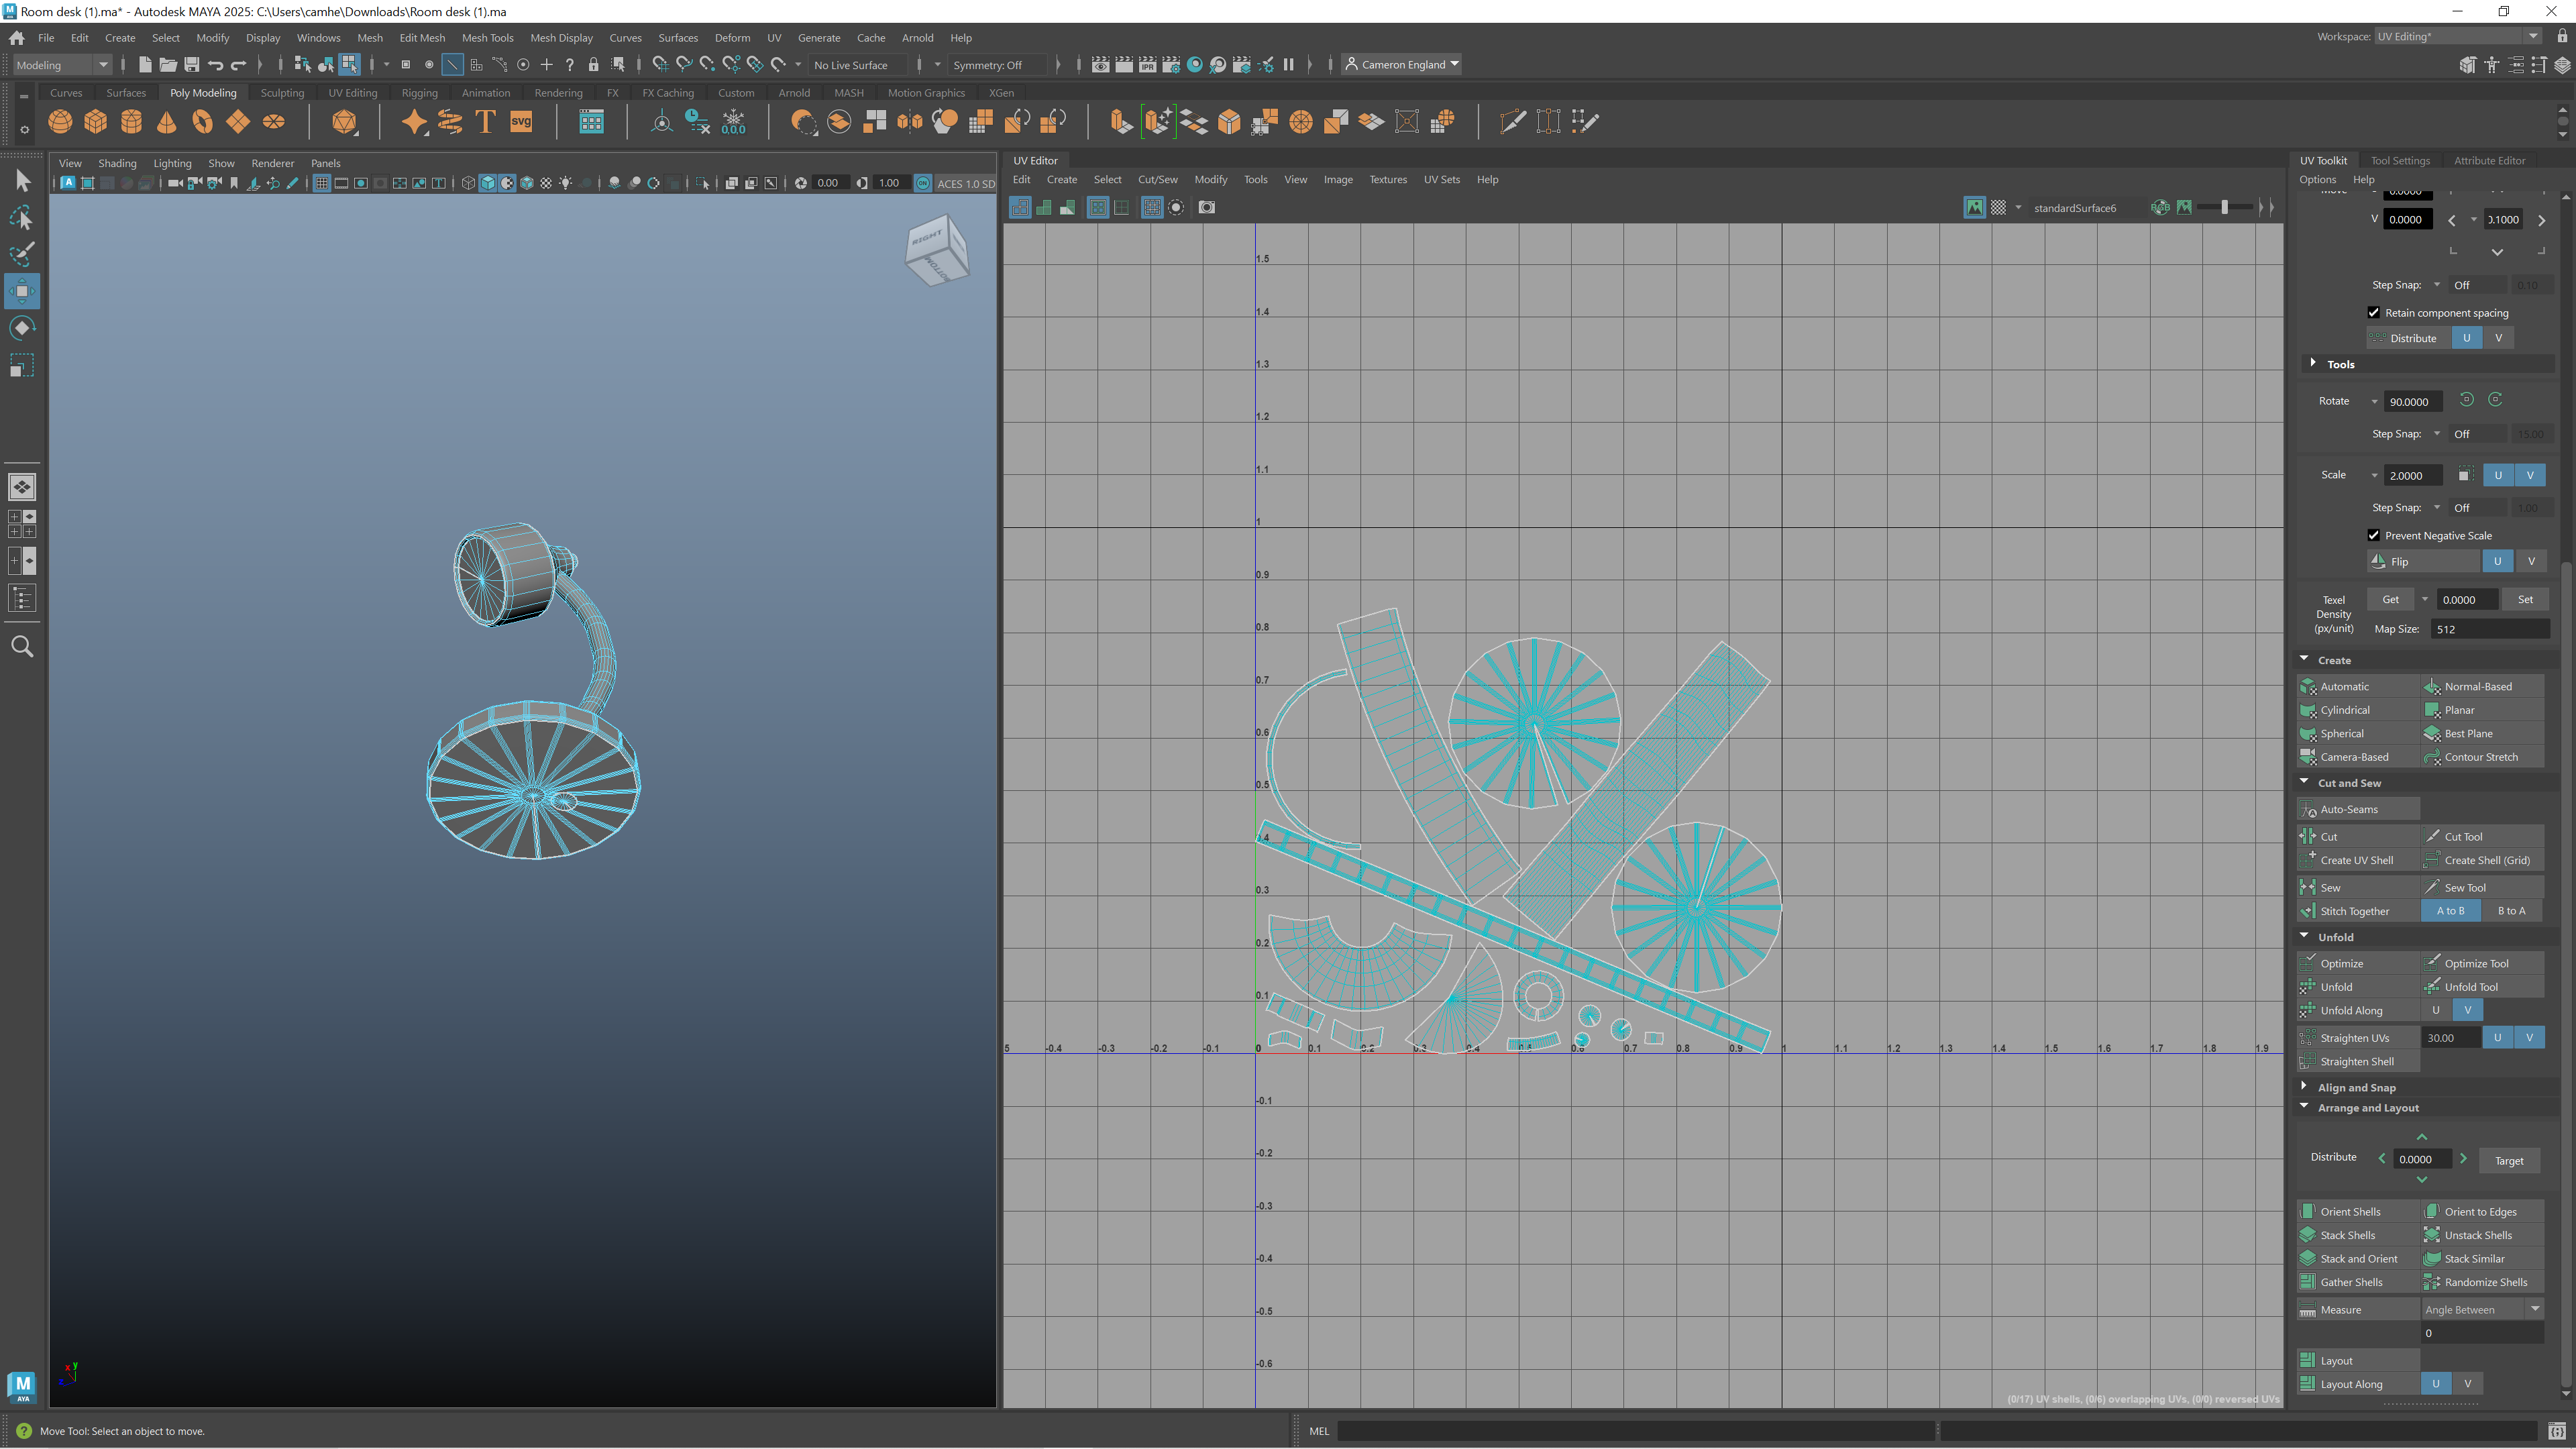 Room desk (1).ma* - Autodesk MAYA 2025: C:\Users\camhe\Downloads\Room desk (1).ma
File Edit Create Select Modify Display Windows Mesh Edit Mesh Mesh Tools Mesh Display Curves Surfaces Deform UV Generate Cache Arnold Help
Workspace: UV Editing*
Modeling No Live Surface Symmetry: Off IPR Cameron England
Curves Surfaces Poly Modeling Sculpting UV Editing Rigging Animation Rendering FX FX Caching Custom Arnold MASH Motion Graphics XGen
T svg 0,0,0
View Shading Lighting Show Renderer Panels
0.00 1.00 ON ACES 1.0 SD
RIGHT
BOTTOM
UV Editor
Edit Create Select Cut/Sew Modify Tools View Image Textures UV Sets Help
standardSurface6 RGB
1.5
1.4
1.3
1.2
1.1
1
0.9
0.8
0.7
0.6
0.5
0.4
0.3
0.2
0.1
5 -0.4 -0.3 -0.2 -0.1 0 0.1 0.2 0.3 0.4 0.5 0.6 0.7 0.8 0.9 1 1.1 1.2 1.3 1.4 1.5 1.6 1.7 1.8 1.9
-0.1
-0.2
-0.3
-0.4
-0.5
-0.6
(0/17) UV shells, (0/6) overlapping UVs, (0/0) reversed UVs
UV Toolkit Tool Settings Attribute Editor
Options Help
Move 0.0000
V 0.0000 0.1000
Step Snap: Off 0.10
Retain component spacing
Distribute U V
Tools
Rotate 90.0000
Step Snap: Off 15.00
Scale 2.0000 U V
Step Snap: Off 1.00
Prevent Negative Scale
Flip U V
Texel Density (px/unit) Get 0.0000 Set
Map Size: 512
Create
Automatic Normal-Based
Cylindrical Planar
Spherical Best Plane
Camera-Based Contour Stretch
Cut and Sew
Auto-Seams
Cut Cut Tool
Create UV Shell Create Shell (Grid)
Sew Sew Tool
Stitch Together A to B B to A
Unfold
Optimize Optimize Tool
Unfold Unfold Tool
Unfold Along U V
Straighten UVs 30.00 U V
Straighten Shell
Align and Snap
Arrange and Layout
Distribute 0.0000 Target
Orient Shells Orient to Edges
Stack Shells Unstack Shells
Stack and Orient Stack Similar
Gather Shells Randomize Shells
Measure Angle Between
0
Layout
Layout Along U V
x y
M
AYA
Move Tool: Select an object to move.
MEL